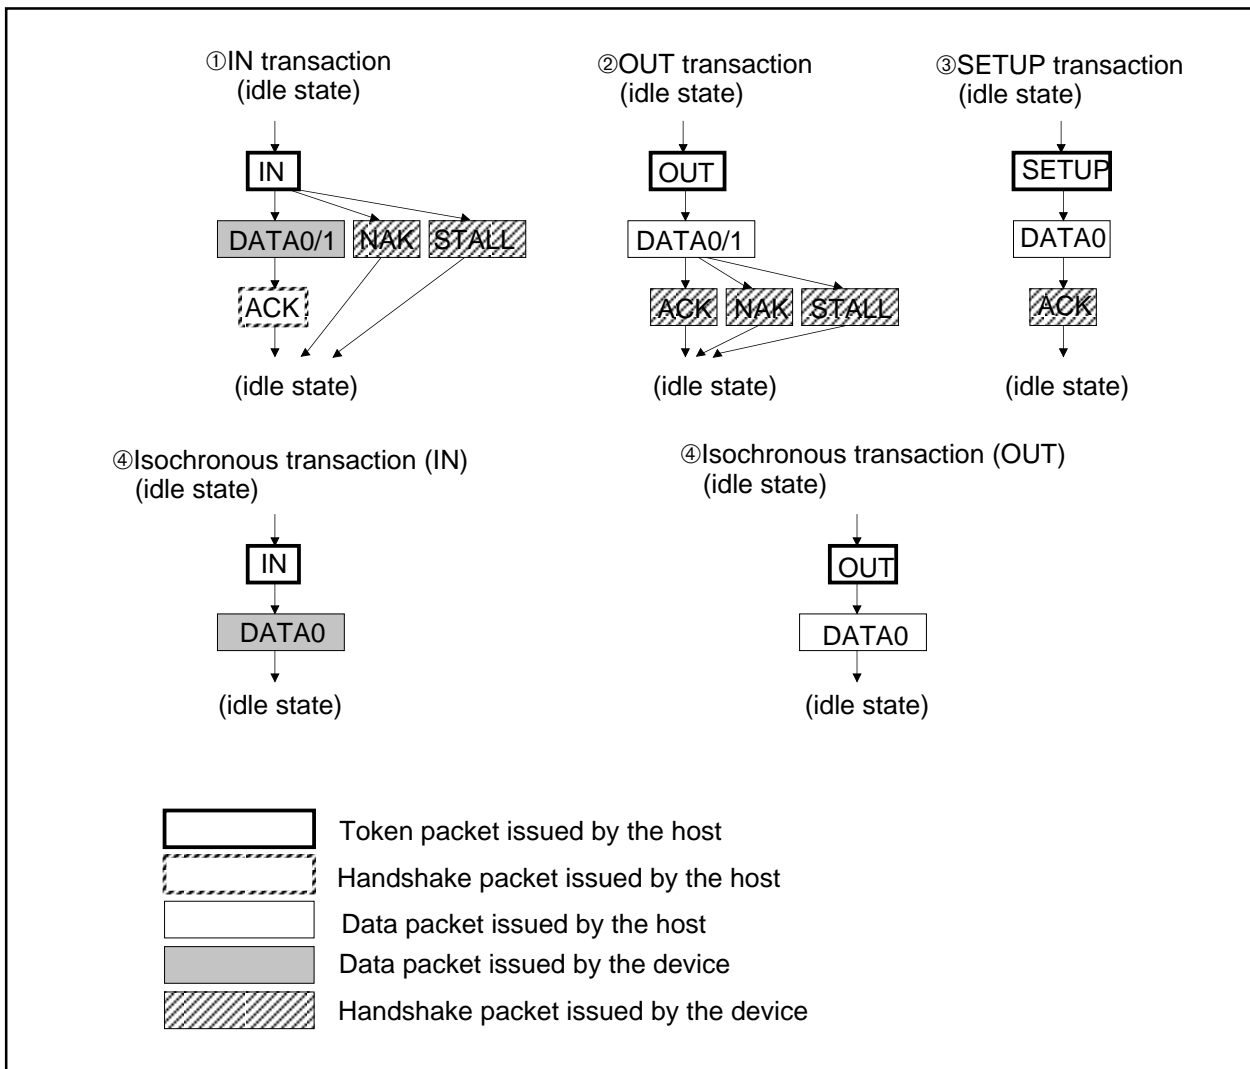 ①IN transaction
(idle state)
IN
DATA0/1 NAK STALL
ACK
(idle state)
②OUT transaction
(idle state)
OUT
DATA0/1
ACK NAK STALL
(idle state)
③SETUP transaction
(idle state)
SETUP
DATA0
ACK
(idle state)
④Isochronous transaction (IN)
(idle state)
IN
DATA0
(idle state)
④Isochronous transaction (OUT)
(idle state)
OUT
DATA0
(idle state)
Token packet issued by the host
Handshake packet issued by the host
Data packet issued by the host
Data packet issued by the device
Handshake packet issued by the device